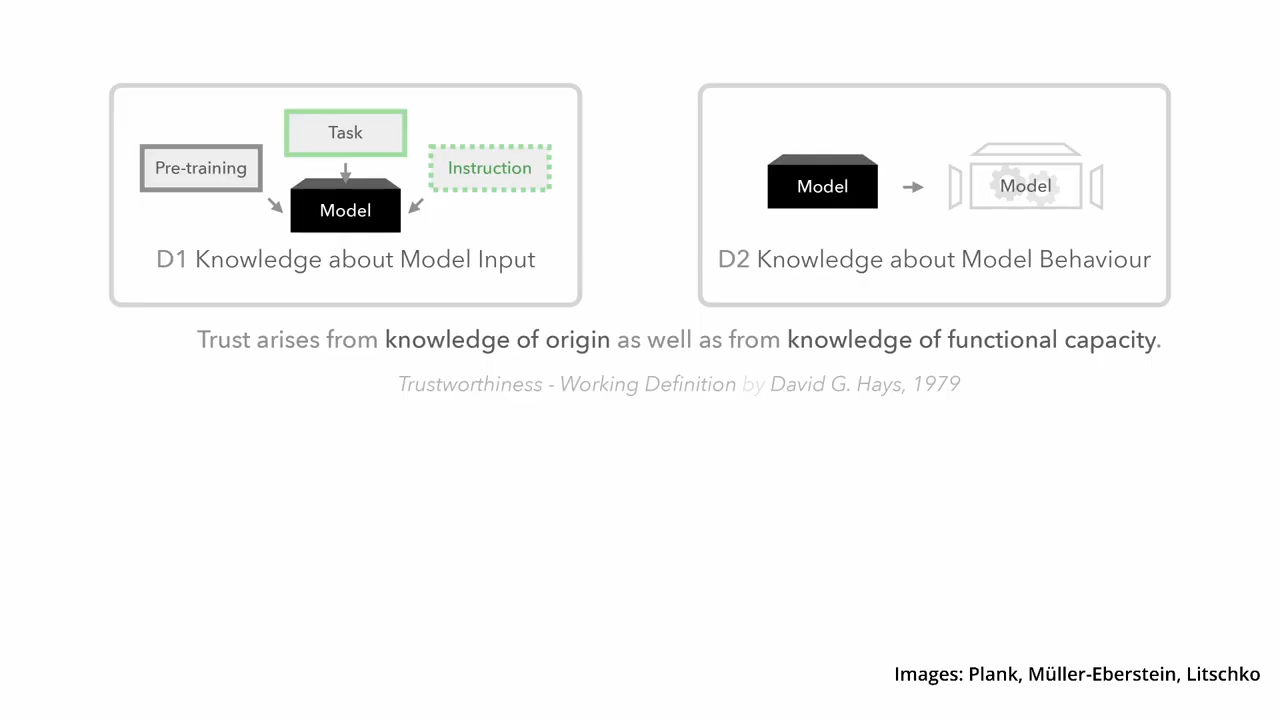 Task
Pre-training
Instruction
Model
D1 Knowledge about Model Input
Model
Model
D2 Knowledge about Model Behaviour
Trust arises from knowledge of origin as well as from knowledge of functional capacity.
Trustworthiness - Working Definition by David G. Hays, 1979
Images: Plank, Müller-Eberstein, Litschko